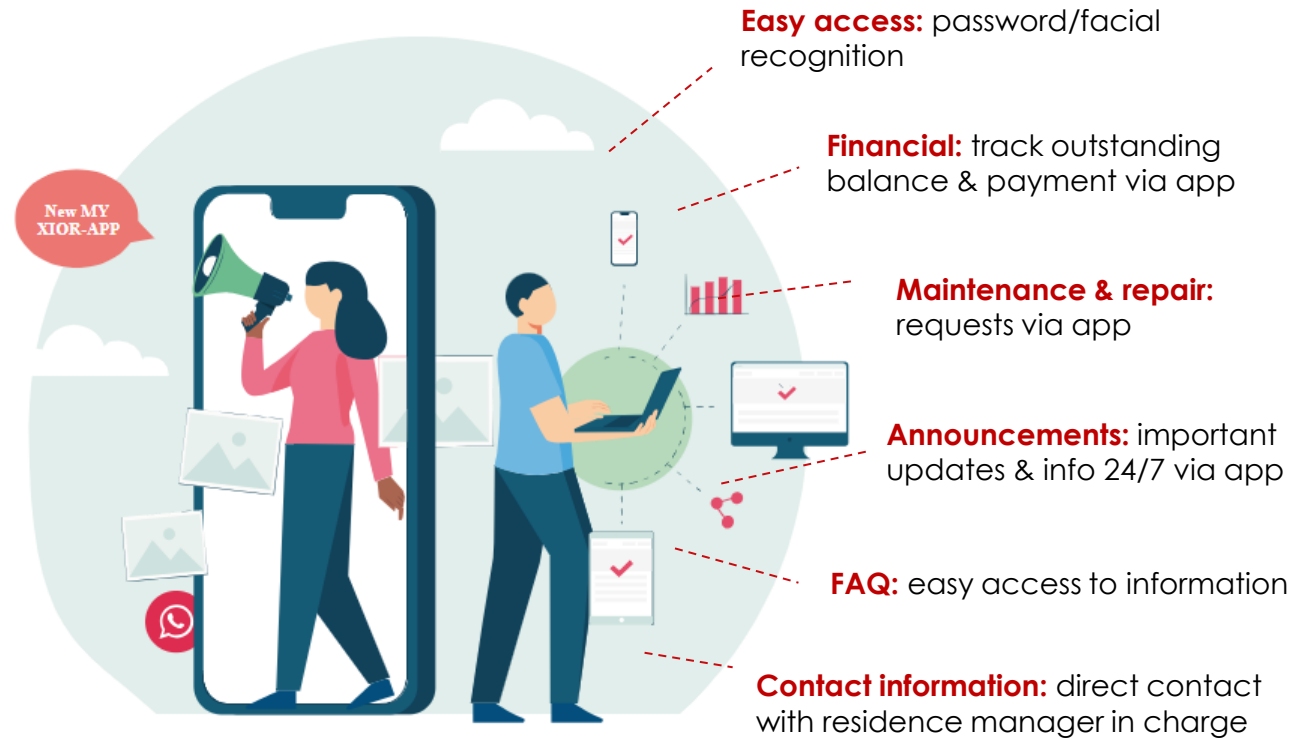 Easy access: password/facial
recognition
Financial: track outstanding
balance & payment via app
New MY
XIOR-APP
Maintenance & repair:
requests via app
Announcements: important
updates & info 24/7 via app
FAQ: easy access to information
Contact information: direct contact
with residence manager in charge